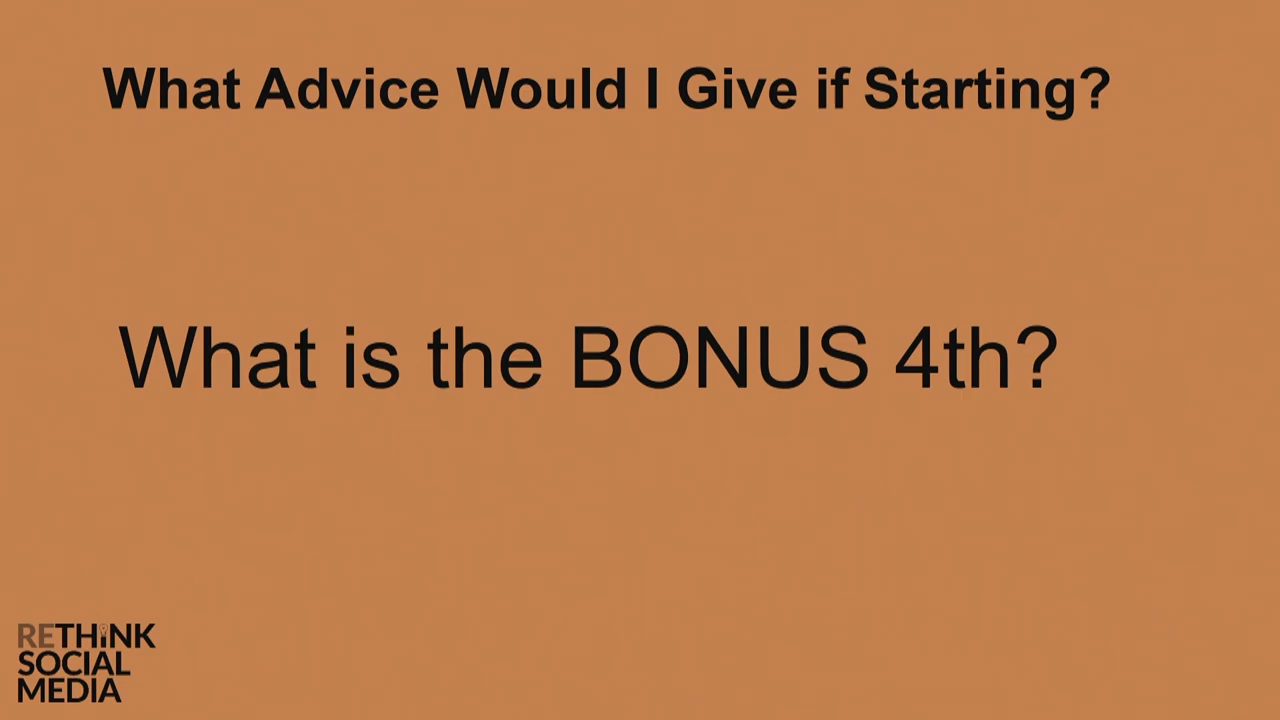 What Advice Would I Give if Starting?
What is the BONUS 4th?
RETHiNK
SOCIAL
MEDIA